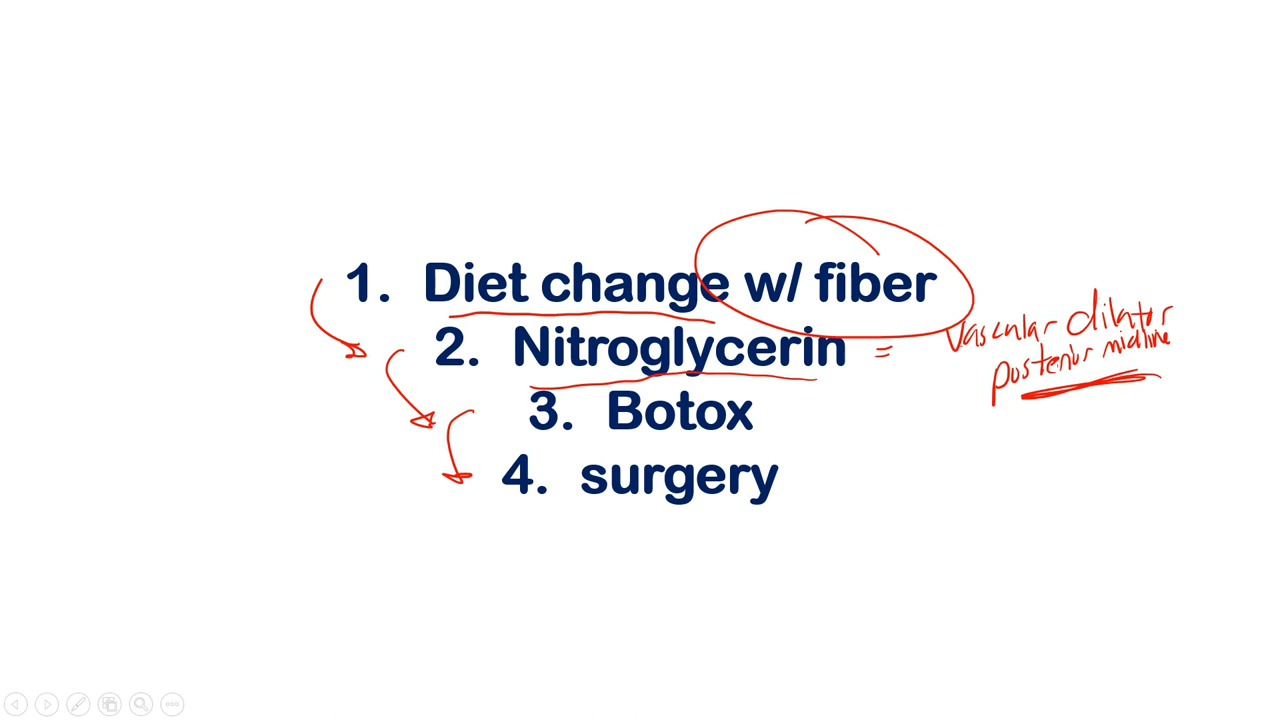 1. Diet change w/ fiber
2. Nitroglycerin = vascular dilator
posterior midline
3. Botox
4. surgery